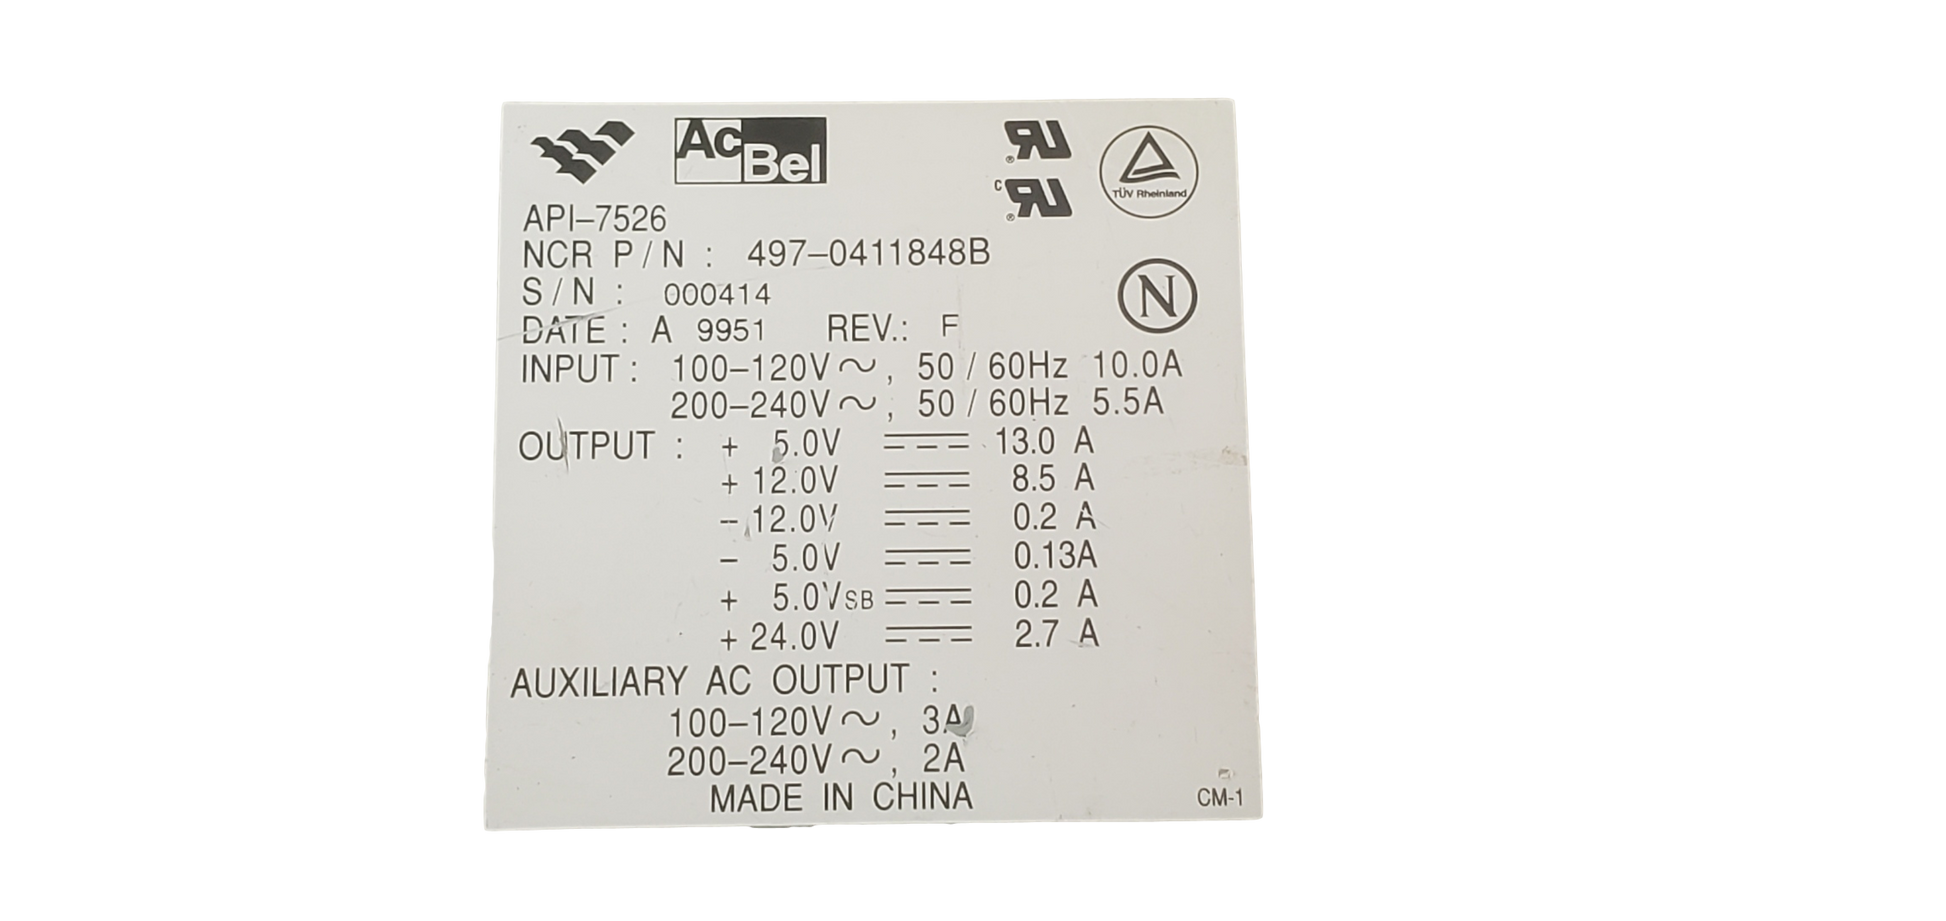 AcBel
TÜV Rheinland
API–7526
NCR P/N : 497–0411848B
S/N : 000414
N
DATE : A 9951 REV.: F
INPUT : 100–120V～, 50 / 60Hz 10.0A
200–240V～, 50 / 60Hz 5.5A
OUTPUT : + 5.0V ⎓ 13.0 A
+ 12.0V ⎓ 8.5 A
– 12.0V ⎓ 0.2 A
– 5.0V ⎓ 0.13A
+ 5.0VSB ⎓ 0.2 A
+ 24.0V ⎓ 2.7 A
AUXILIARY AC OUTPUT :
100–120V～, 3A
200–240V～, 2A
MADE IN CHINA
CM-1